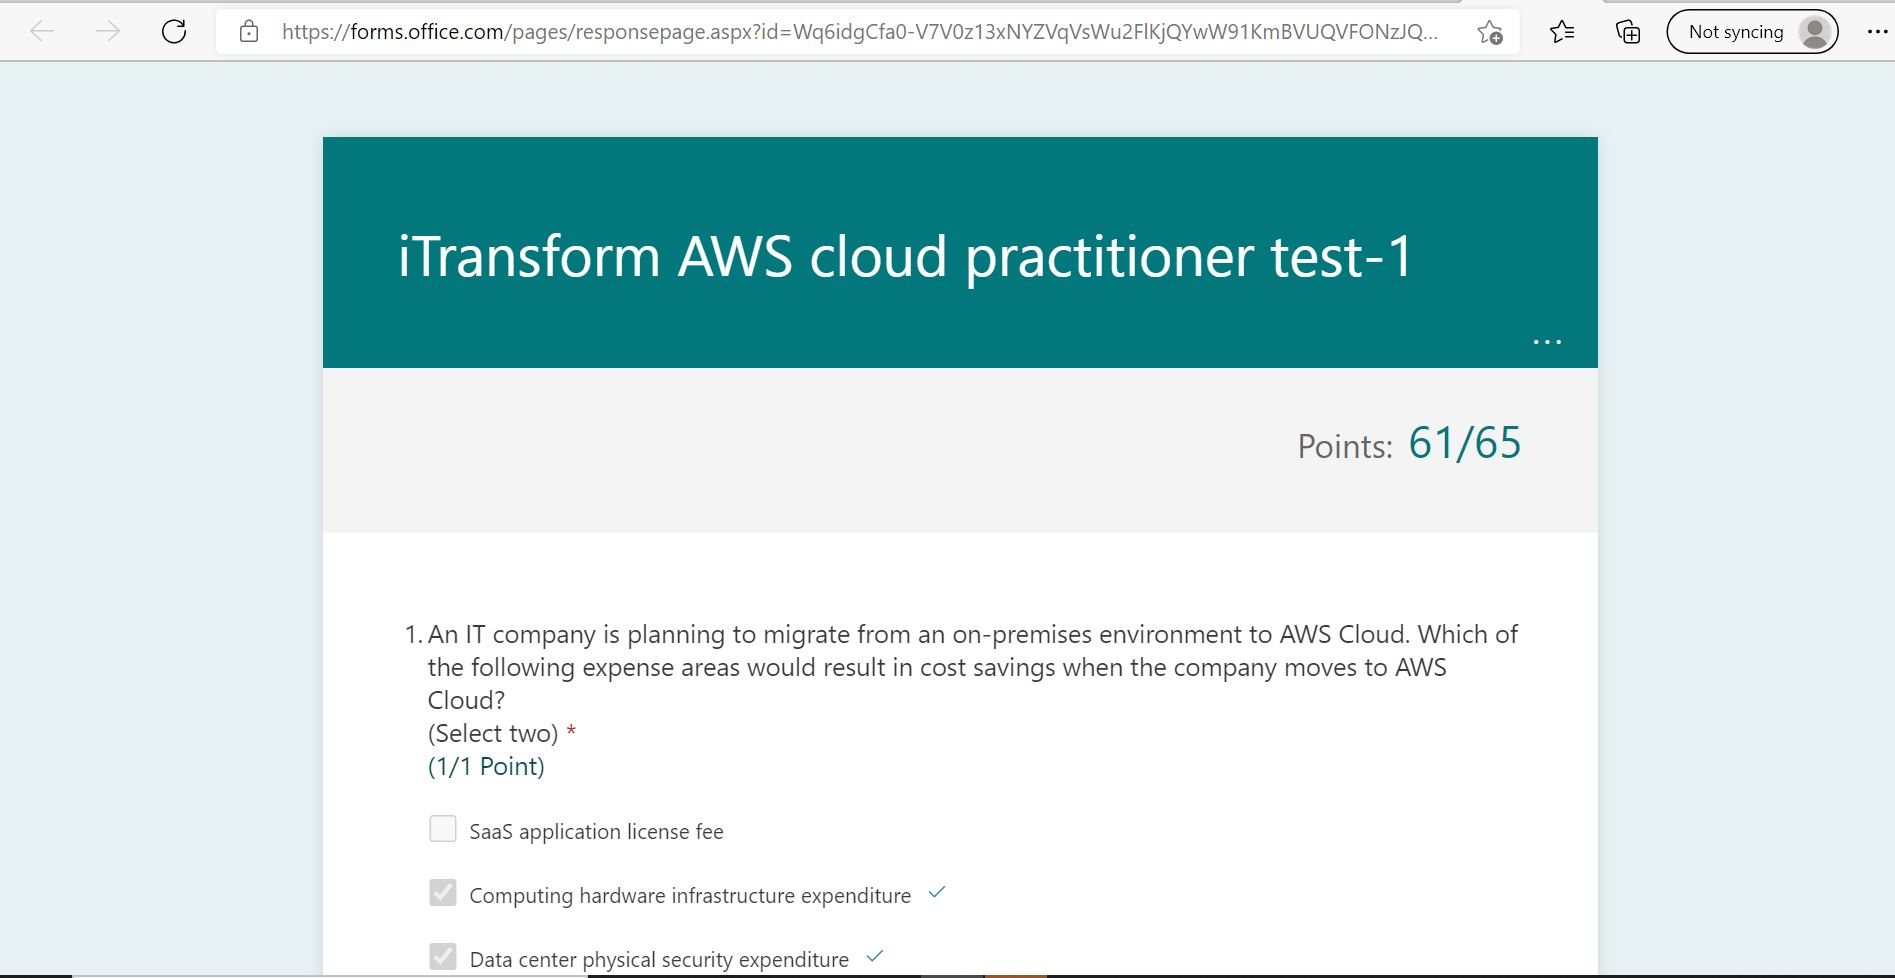 https://forms.office.com/pages/responsepage.aspx?id=Wq6idgCfa0-V7V0z13xNYZVqVsWu2FlKjQYwW91KmBVUQVFONzJQ...
Not syncing
iTransform AWS cloud practitioner test-1
Points: 61/65
1. An IT company is planning to migrate from an on-premises environment to AWS Cloud. Which of
the following expense areas would result in cost savings when the company moves to AWS
Cloud?
(Select two) *
(1/1 Point)
SaaS application license fee
Computing hardware infrastructure expenditure
Data center physical security expenditure